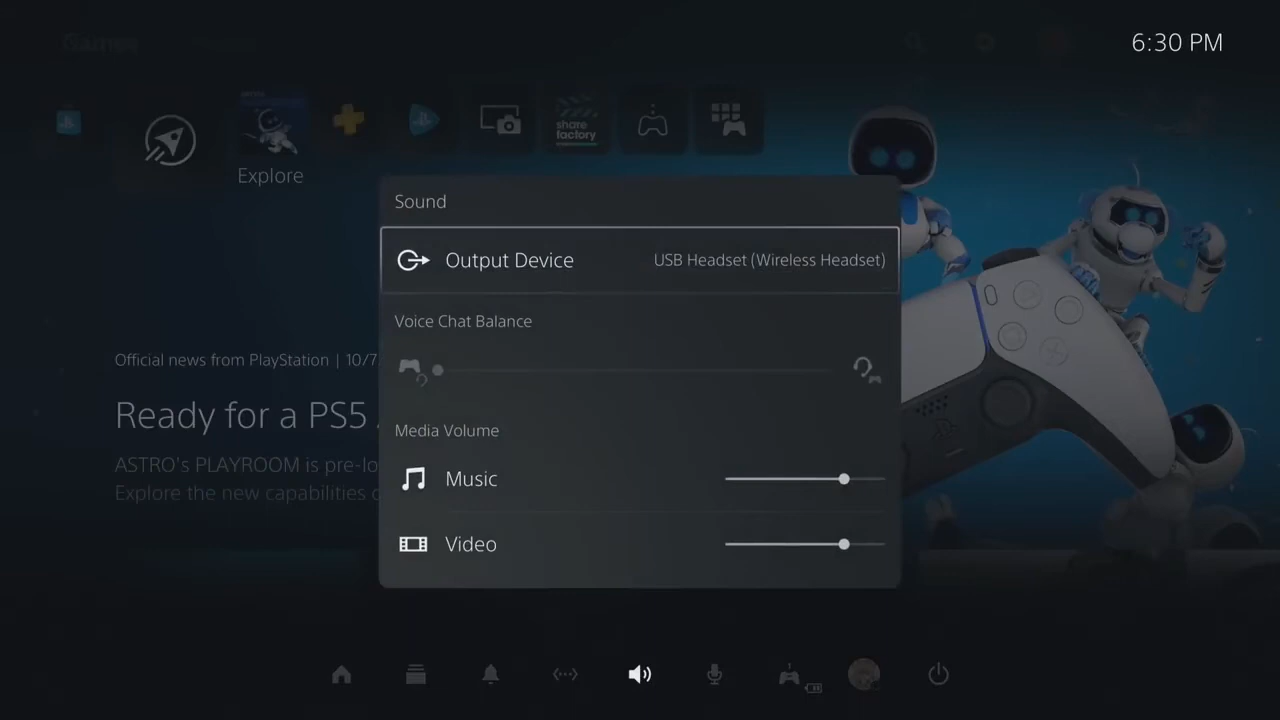 6:30 PM
share
factory
Explore
Sound
Output Device USB Headset (Wireless Headset)
Voice Chat Balance
Official news from PlayStation | 10/7
Ready for a PS5
ASTRO's PLAYROOM is pre-lo
Explore the new capabilities
Media Volume
Music
Video